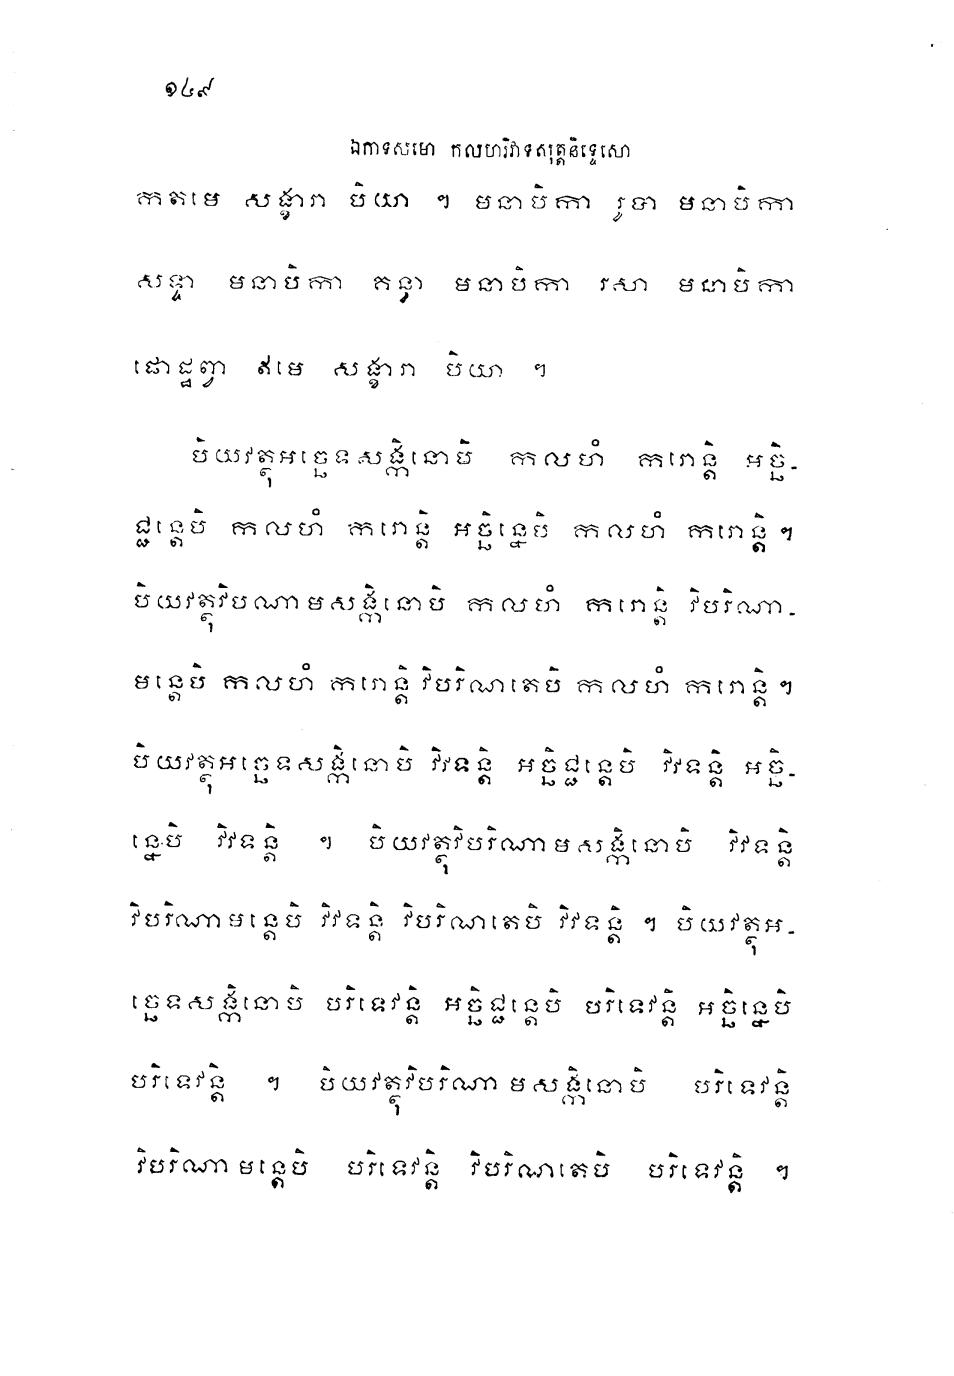 ១៤៩
ឯកាទសមោ កលហវិវាទសុត្តនិទ្ទេសោ
កតមេ សង្ខារា បិយា ។ មនាបិកា រូបា មនាបិកា
សទ្ទា មនាបិកា គន្ធា មនាបិកា រសា មនាបិកា
ផោដ្ឋព្វា ឥមេ សង្ខារា បិយា ។
បិយវត្ថុអច្ឆេទសង្កិនោបិ កលហំ ករោន្តិ អច្ឆិ-
ជ្ជន្តេបិ កលហំ ករោន្តិ អច្ឆិន្នេបិ កលហំ ករោន្តិ ។
បិយវត្ថុវិបណាមសង្កិនោបិ កលហំ ករោន្តិ វិបរិណា-
មន្តេបិ កលហំ ករោន្តិ វិបរិណតេបិ កលហំ ករោន្តិ ។
បិយវត្ថុអច្ឆេទសង្កិនោបិ វិវទន្តិ អច្ឆិជ្ជន្តេបិ វិវទន្តិ អច្ឆិ-
ន្នេបិ វិវទន្តិ ។ បិយវត្ថុវិបរិណាមសង្កិនោបិ វិវទន្តិ
វិបរិណាមន្តេបិ វិវទន្តិ វិបរិណតេបិ វិវទន្តិ ។ បិយវត្ថុអ-
ច្ឆេទសង្កិនោបិ បរិទេវន្តិ អច្ឆិជ្ជន្តេបិ បរិទេវន្តិ អច្ឆិន្នេបិ
បរិទេវន្តិ ។ បិយវត្ថុវិបរិណាមសង្កិនោបិ បរិទេវន្តិ
វិបរិណាមន្តេបិ បរិទេវន្តិ វិបរិណតេបិ បរិទេវន្តិ ។